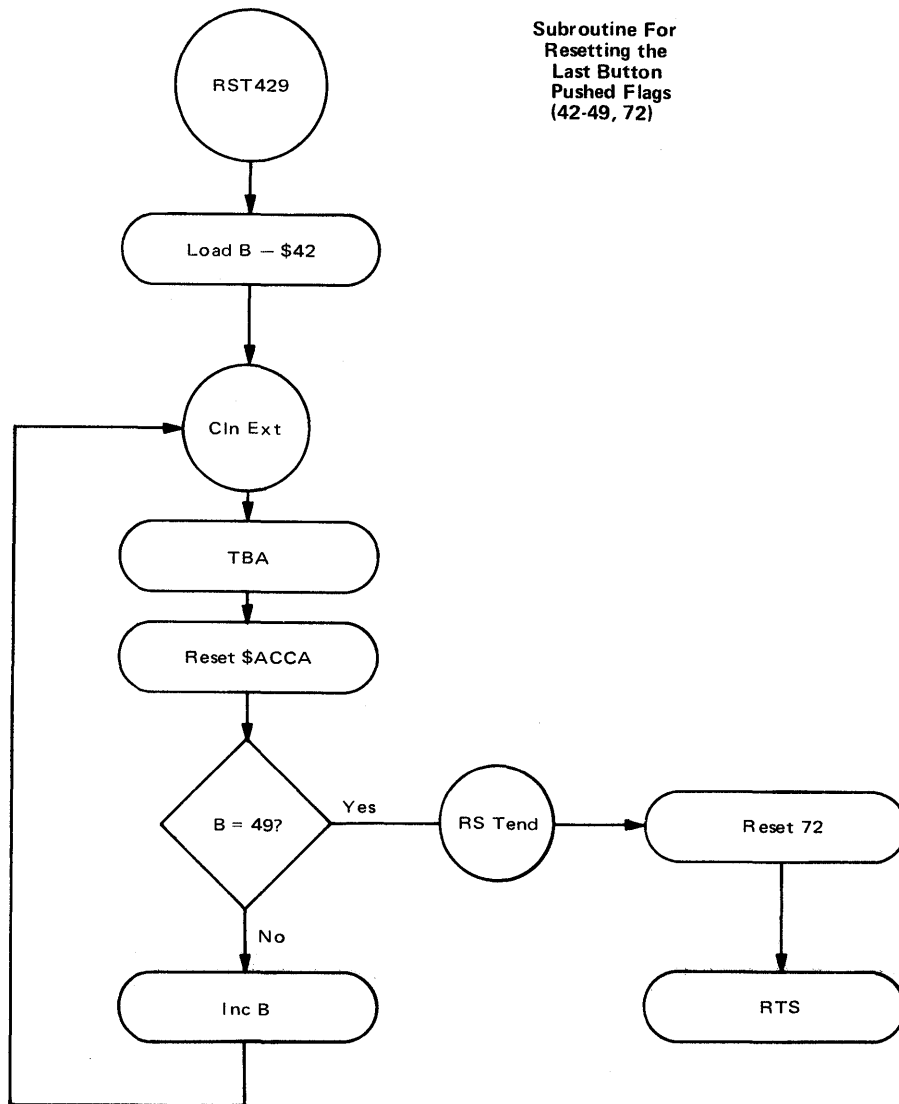 Subroutine For
Resetting the
Last Button
Pushed Flags
(42-49, 72)
RST429
Load B — $42
Cln Ext
TBA
Reset $ACCA
B = 49?
Yes
RS Tend
Reset 72
No
Inc B
RTS